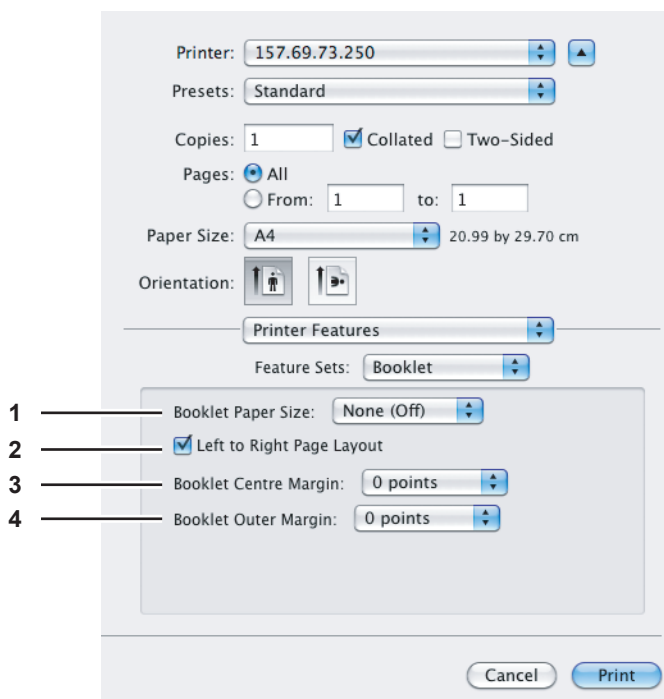 Printer: 157.69.73.250
Presets: Standard
Copies: 1 Collated Two-Sided
Pages: All
From: 1 to: 1
Paper Size: A4 20.99 by 29.70 cm
Orientation:
Printer Features
Feature Sets: Booklet
1 Booklet Paper Size: None (Off)
2 Left to Right Page Layout
3 Booklet Centre Margin: 0 points
4 Booklet Outer Margin: 0 points
Cancel Print